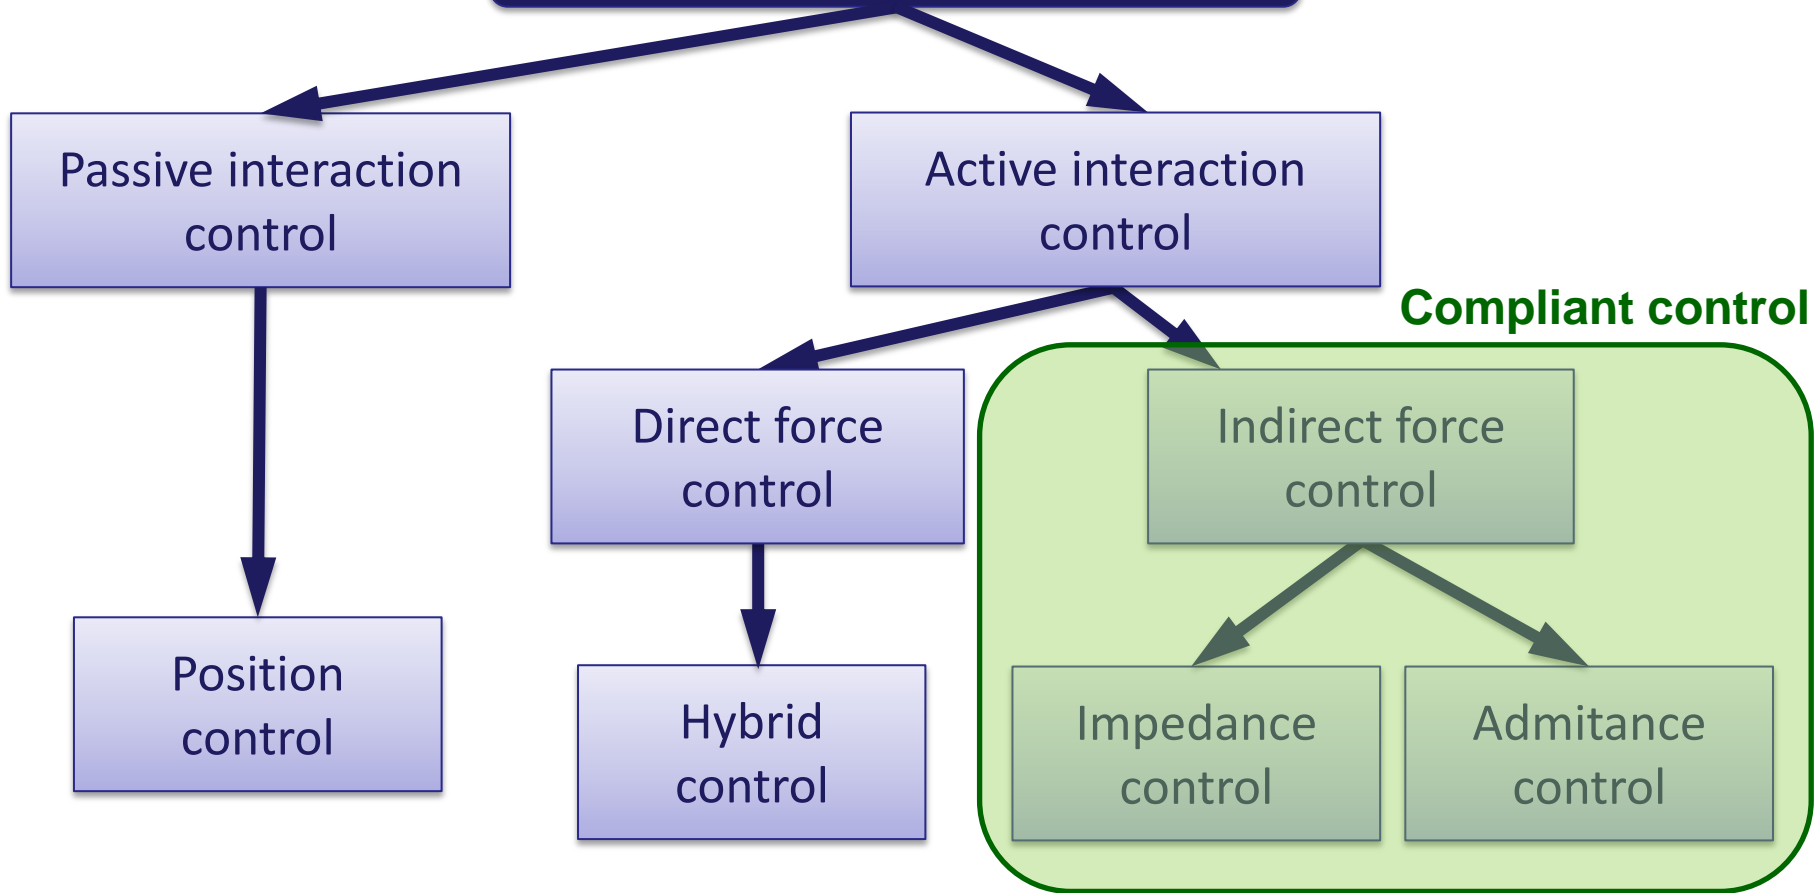 Passive interaction
control
Active interaction
control
Compliant control
Direct force
control
Indirect force
control
Position
control
Hybrid
control
Impedance
control
Admitance
control